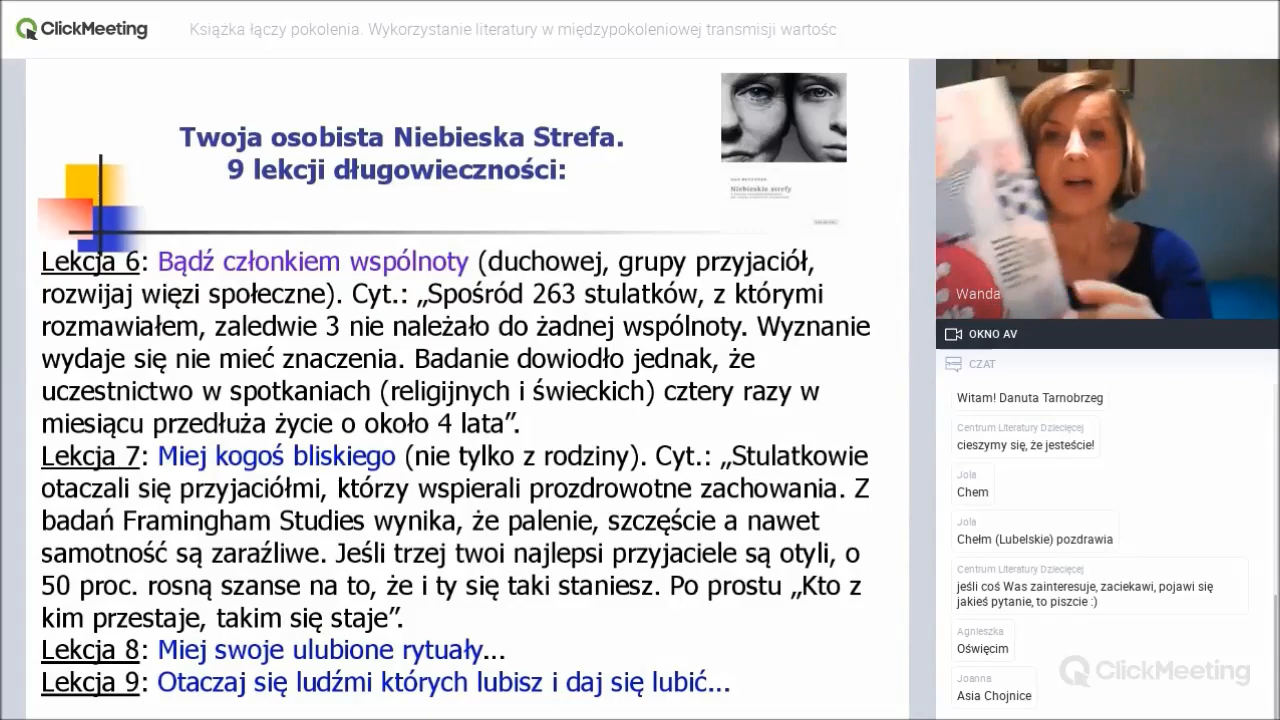 ClickMeeting
Książka łączy pokolenia. Wykorzystanie literatury w międzypokoleniowej transmisji wartośc
Twoja osobista Niebieska Strefa.
9 lekcji długowieczności:
Niebieskie strefy
Lekcja 6: Bądź członkiem wspólnoty (duchowej, grupy przyjaciół,
rozwijaj więzi społeczne). Cyt.: „Spośród 263 stulatków, z którymi
rozmawiałem, zaledwie 3 nie należało do żadnej wspólnoty. Wyznanie
wydaje się nie mieć znaczenia. Badanie dowiodło jednak, że
uczestnictwo w spotkaniach (religijnych i świeckich) cztery razy w
miesiącu przedłuża życie o około 4 lata”.
Lekcja 7: Miej kogoś bliskiego (nie tylko z rodziny). Cyt.: „Stulatkowie
otaczali się przyjaciółmi, którzy wspierali prozdrowotne zachowania. Z
badań Framingham Studies wynika, że palenie, szczęście a nawet
samotność są zaraźliwe. Jeśli trzej twoi najlepsi przyjaciele są otyli, o
50 proc. rosną szanse na to, że i ty się taki staniesz. Po prostu „Kto z
kim przestaje, takim się staje”.
Lekcja 8: Miej swoje ulubione rytuały...
Lekcja 9: Otaczaj się ludźmi których lubisz i daj się lubić...
Wanda
OKNO AV
CZAT
Witam! Danuta Tarnobrzeg
Centrum Literatury Dziecięcej
cieszymy się, że jesteście!
Jola
Chem
Jola
Chełm (Lubelskie) pozdrawia
Centrum Literatury Dziecięcej
jeśli coś Was zainteresuje, zaciekawi, pojawi się
jakieś pytanie, to piszcie :)
Agnieszka
Oświęcim
Joanna
Asia Chojnice
ClickMeeting